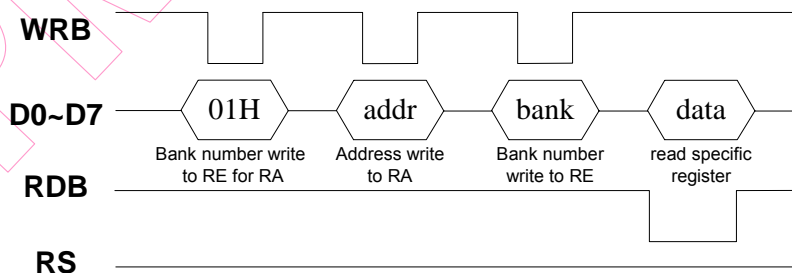 WRB
D0~D7
01H
addr
bank
data
Bank number write
to RE for RA
Address write
to RA
Bank number
write to RE
read specific
register
RDB
RS